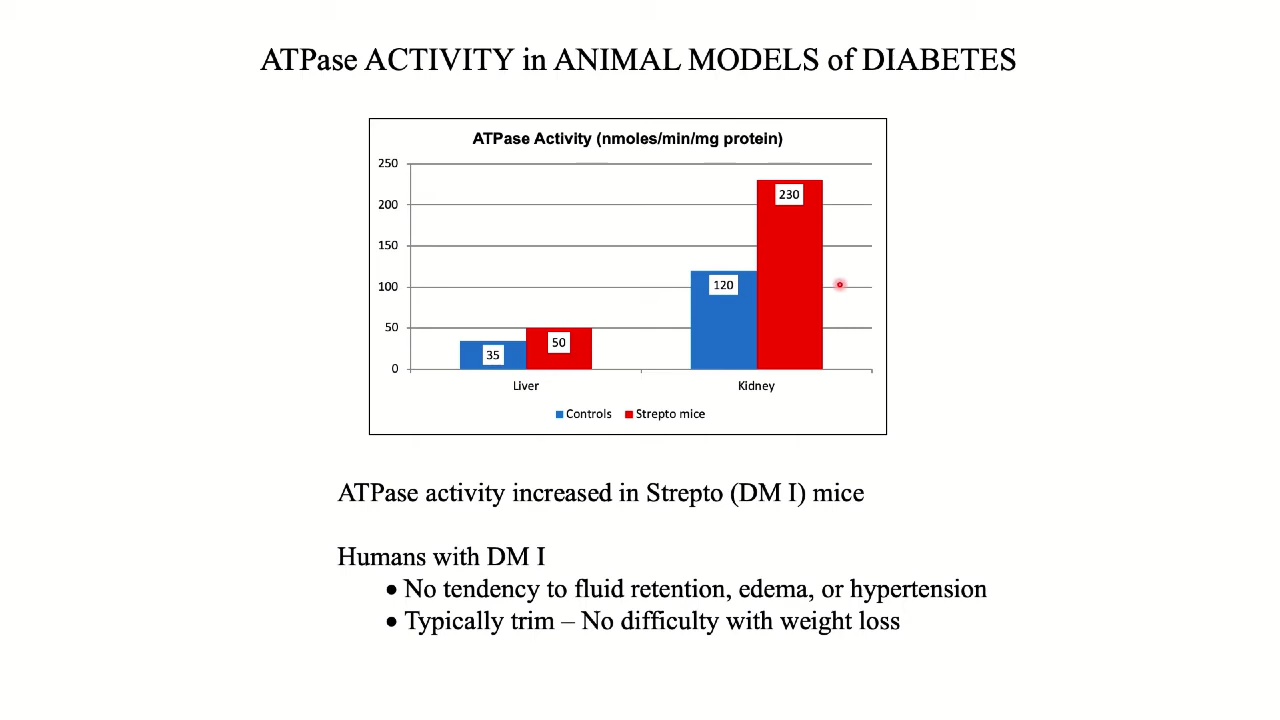 ATPase ACTIVITY in ANIMAL MODELS of DIABETES
ATPase Activity (nmoles/min/mg protein)
250
200
150
100
50
0
35
50
120
230
Liver
Kidney
Controls
Strepto mice
ATPase activity increased in Strepto (DM I) mice
Humans with DM I
• No tendency to fluid retention, edema, or hypertension
• Typically trim – No difficulty with weight loss